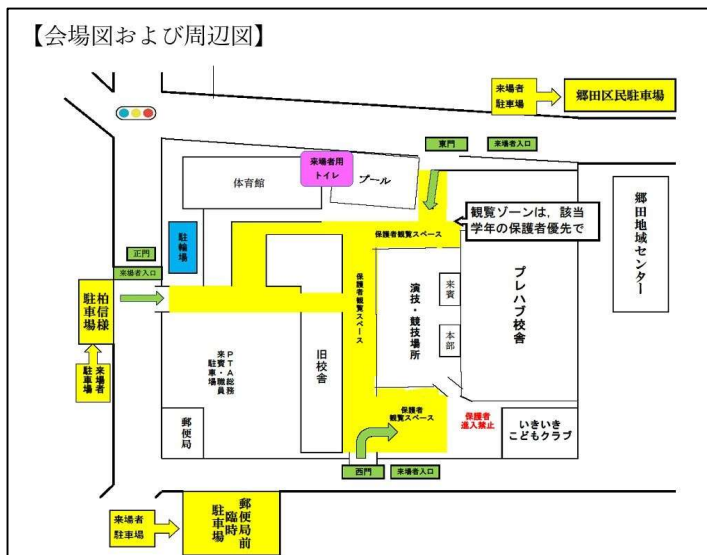 【会場図および周辺図】
来場者
駐車場
郷田区民駐車場
東門
来場者入口
来場者用
トイレ
プール
体育館
観覧ゾーンは，該当
学年の保護者優先で
保護者観覧スペース
駐輪場
正門
来場者入口
郷田地域センター
柏信様
駐車場
来場者
駐車場
保護者観覧スペース
演技・競技場所
来賓
本部
プレハブ校舎
PTA総務
来賓・職員
駐車場
旧校舎
郵便局
保護者
観覧スペース
保護者
進入禁止
いきいき
こどもクラブ
西門
来場者入口
来場者
駐車場
郵便局前
臨時
駐車場